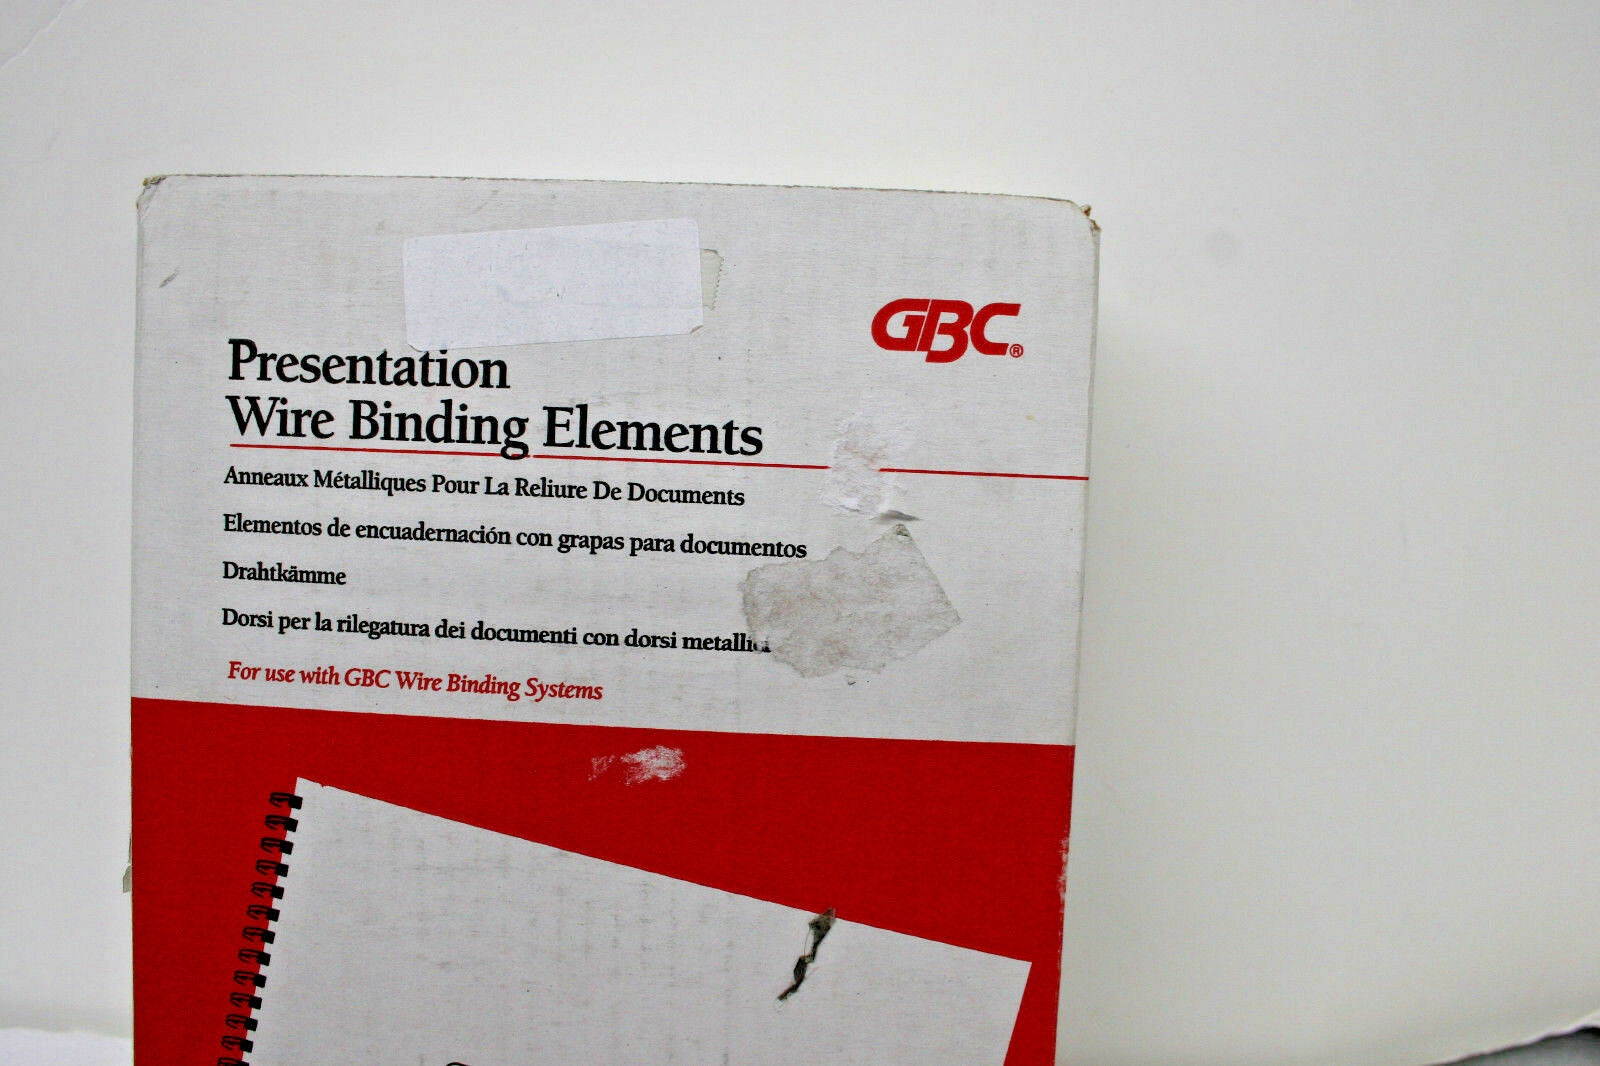 GBC®
Presentation
Wire Binding Elements
Anneaux Métalliques Pour La Reliure De Documents
Elementos de encuadernación con grapas para documentos
Drahtkämme
Dorsi per la rilegatura dei documenti con dorsi metallici
For use with GBC Wire Binding Systems